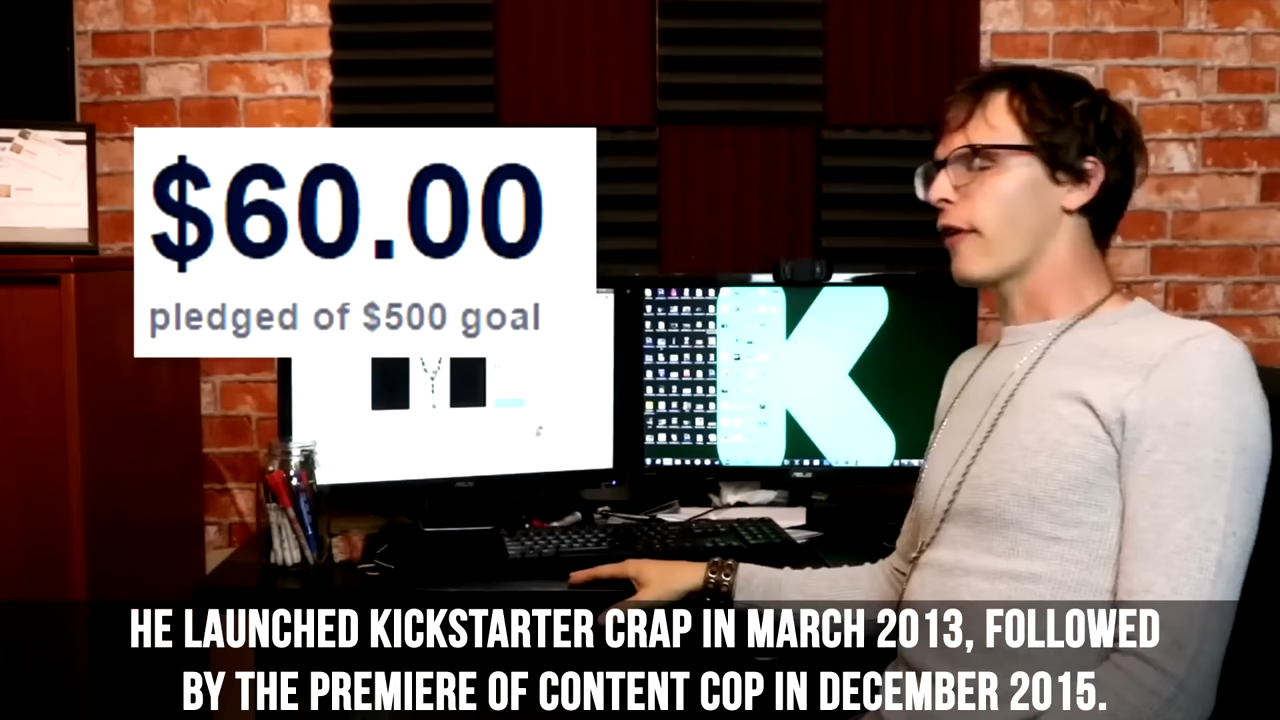 $60.00
pledged of $500 goal
K
HE LAUNCHED KICKSTARTER CRAP IN MARCH 2013, FOLLOWED
BY THE PREMIERE OF CONTENT COP IN DECEMBER 2015.